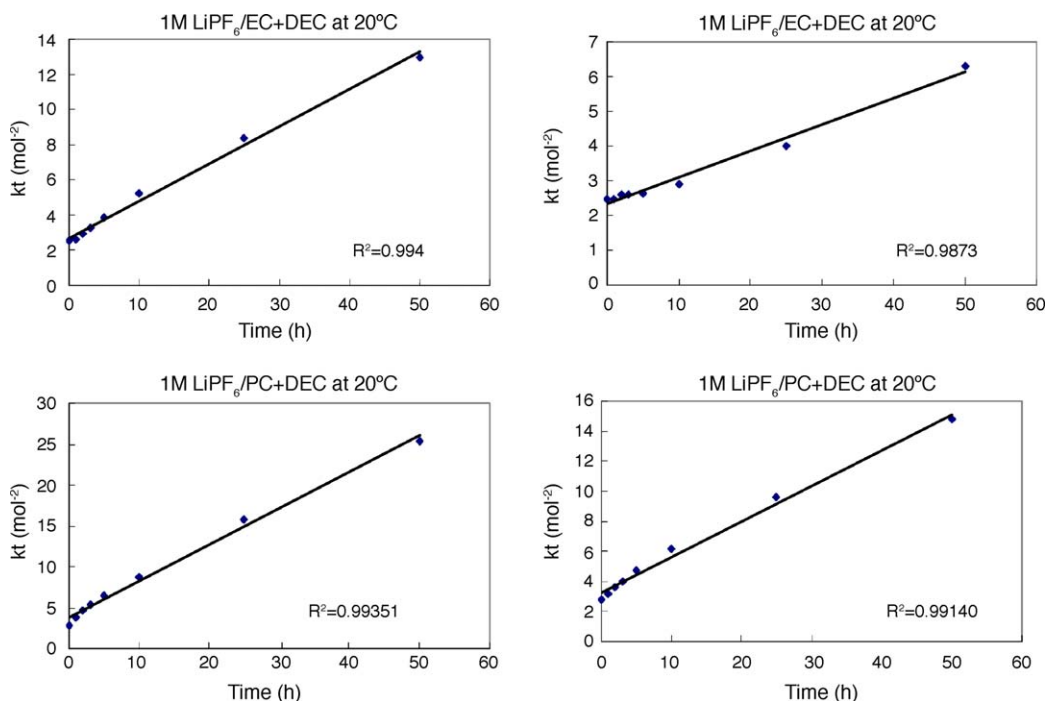 1M LiPF₆/EC+DEC at 20ºC
14
12
10
8
6
4
2
0
kt (mol⁻²)
R²=0.994
0 10 20 30 40 50 60
Time (h)
1M LiPF₆/EC+DEC at 20ºC
7
6
5
4
3
2
1
0
kt (mol⁻²)
R²=0.9873
0 10 20 30 40 50 60
Time (h)
1M LiPF₆/PC+DEC at 20ºC
30
25
20
15
10
5
0
kt (mol⁻²)
R²=0.99351
0 10 20 30 40 50 60
Time (h)
1M LiPF₆/PC+DEC at 20ºC
16
14
12
10
8
6
4
2
0
kt (mol⁻²)
R²=0.99140
0 10 20 30 40 50 60
Time (h)